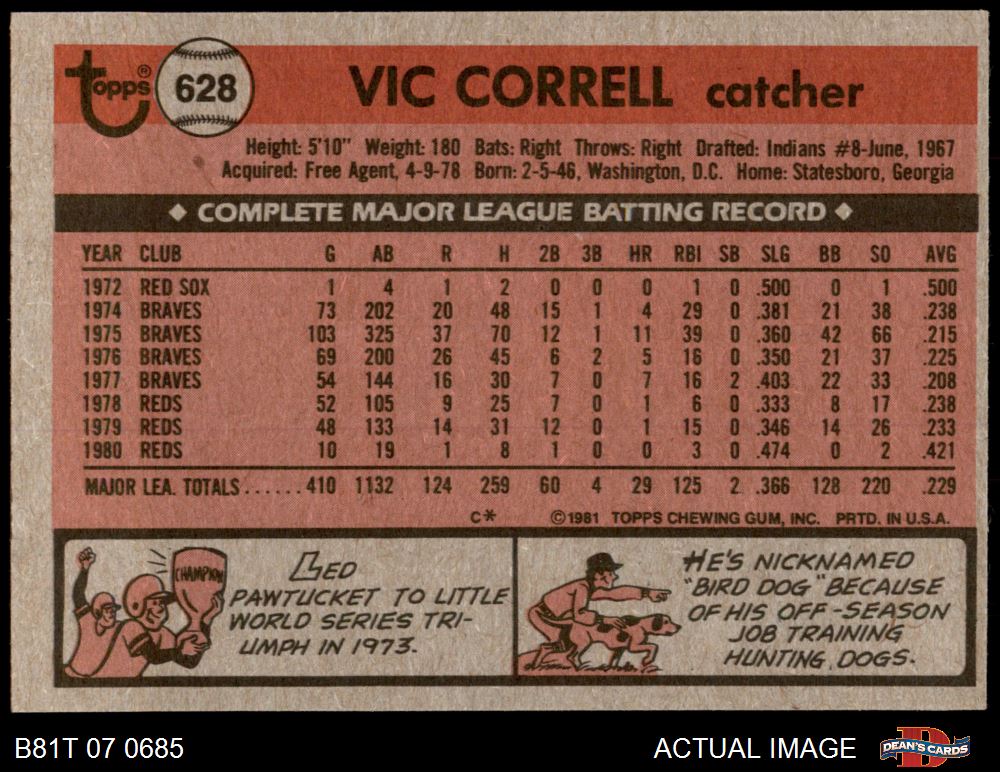 topps®
628
VIC CORRELL catcher
Height: 5'10" Weight: 180 Bats: Right Throws: Right Drafted: Indians #8-June, 1967
Acquired: Free Agent, 4-9-78 Born: 2-5-46, Washington, D.C. Home: Statesboro, Georgia
◆ COMPLETE MAJOR LEAGUE BATTING RECORD ◆
YEAR CLUB G AB R H 2B 3B HR RBI SB SLG BB SO AVG
1972 RED SOX 1 4 1 2 0 0 0 1 0 .500 0 1 .500
1974 BRAVES 73 202 20 48 15 1 4 29 0 .381 21 38 .238
1975 BRAVES 103 325 37 70 12 1 11 39 0 .360 42 66 .215
1976 BRAVES 69 200 26 45 6 2 5 16 0 .350 21 37 .225
1977 BRAVES 54 144 16 30 7 0 7 16 2 .403 22 33 .208
1978 REDS 52 105 9 25 7 0 1 6 0 .333 8 17 .238
1979 REDS 48 133 14 31 12 0 1 15 0 .346 14 26 .233
1980 REDS 10 19 1 8 1 0 0 3 0 .474 0 2 .421
MAJOR LEA. TOTALS......410 1132 124 259 60 4 29 125 2 .366 128 220 .229
C* ©1981 TOPPS CHEWING GUM, INC. PRTD. IN U.S.A.
CHAMPION
LED
PAWTUCKET TO LITTLE
WORLD SERIES TRI-
UMPH IN 1973.
HE'S NICKNAMED
"BIRD DOG" BECAUSE
OF HIS OFF-SEASON
JOB TRAINING
HUNTING DOGS.
B81T 07 0685
ACTUAL IMAGE
D
DEAN'S CARDS